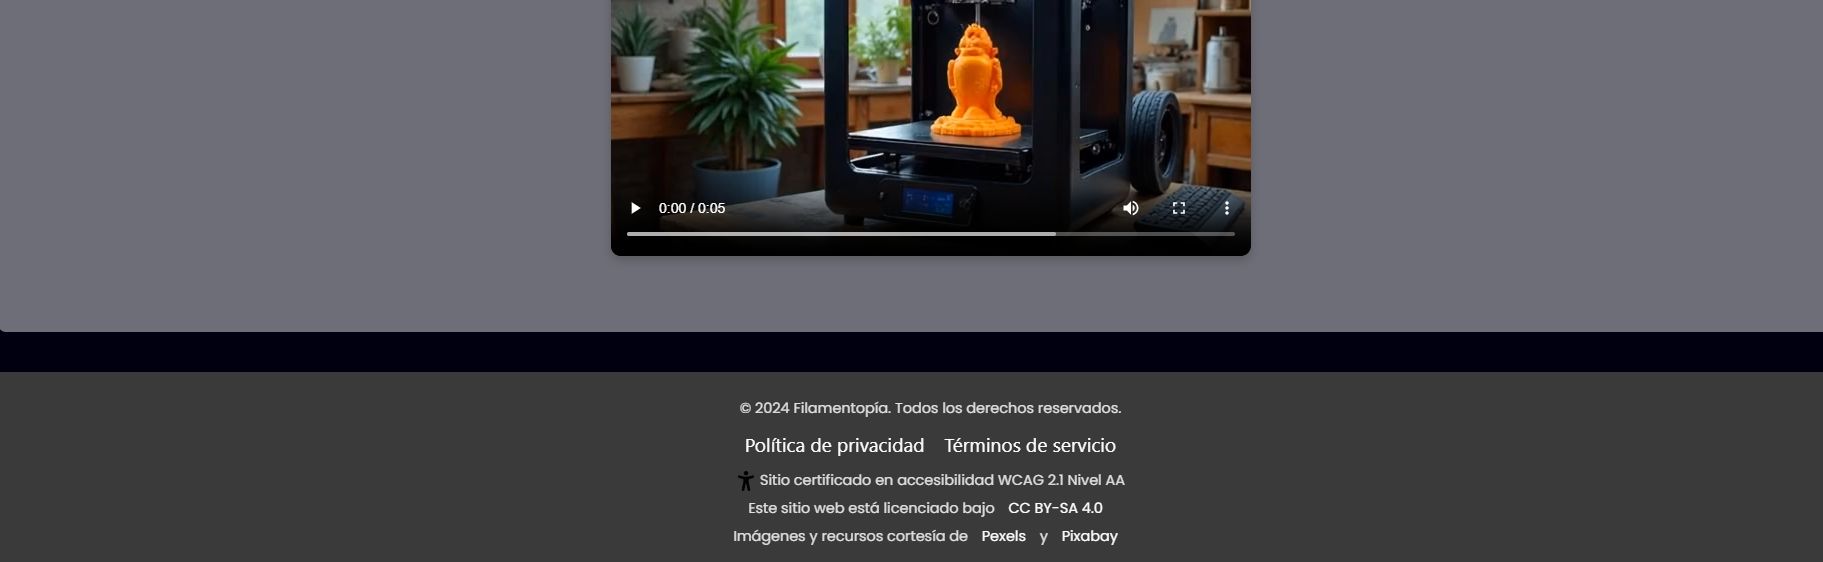 0:00 / 0:05
© 2024 Filamentopía. Todos los derechos reservados.
Política de privacidad Términos de servicio
Sitio certificado en accesibilidad WCAG 2.1 Nivel AA
Este sitio web está licenciado bajo CC BY-SA 4.0
Imágenes y recursos cortesía de Pexels y Pixabay